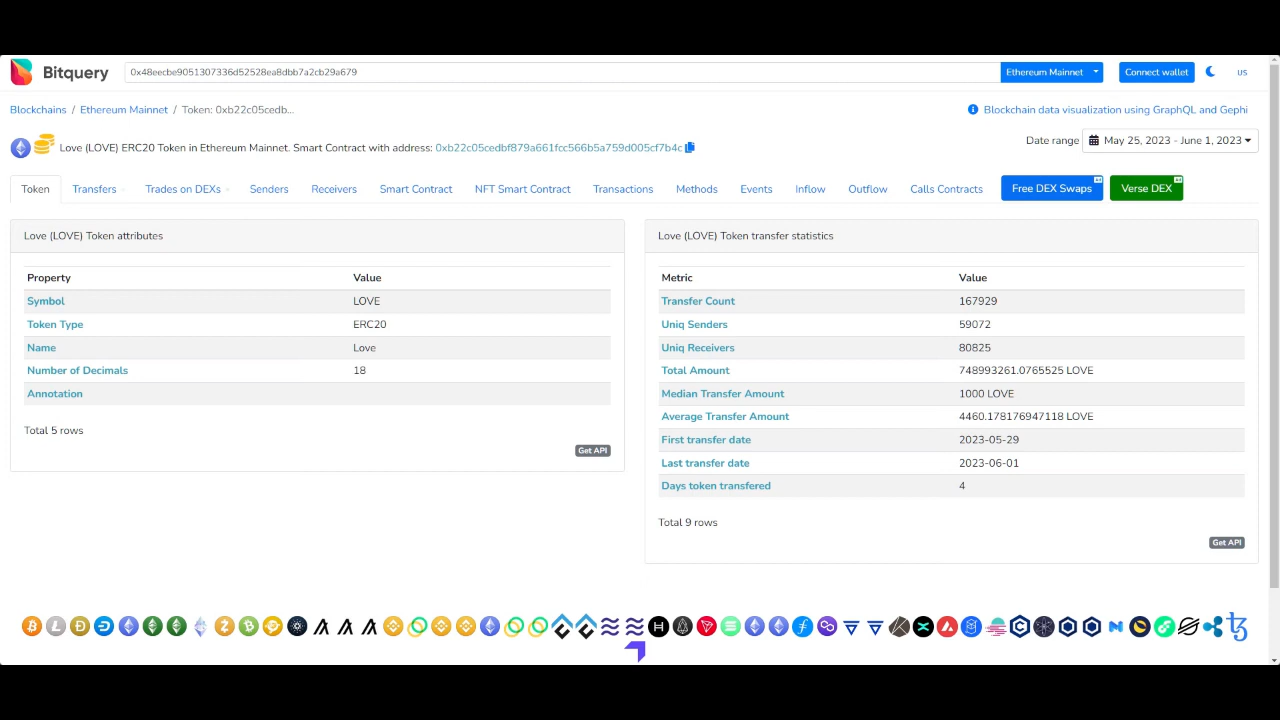 Bitquery
0x48eecbe9051307336d52528ea8dbb7a2cb29a679
Ethereum Mainnet
Connect wallet
US
Blockchains / Ethereum Mainnet / Token: 0xb22c05cedb...
Blockchain data visualization using GraphQL and Gephi
Love (LOVE) ERC20 Token in Ethereum Mainnet. Smart Contract with address: 0xb22c05cedbf879a661fcc566b5a759d005cf7b4c
Date range May 25, 2023 - June 1, 2023
Token Transfers Trades on DEXs Senders Receivers Smart Contract NFT Smart Contract Transactions Methods Events Inflow Outflow Calls Contracts Free DEX Swaps Ad Verse DEX Ad
Love (LOVE) Token attributes
Property Value
Symbol LOVE
Token Type ERC20
Name Love
Number of Decimals 18
Annotation
Total 5 rows
Get API
Love (LOVE) Token transfer statistics
Metric Value
Transfer Count 167929
Uniq Senders 59072
Uniq Receivers 80825
Total Amount 748993261.0765525 LOVE
Median Transfer Amount 1000 LOVE
Average Transfer Amount 4460.178176947118 LOVE
First transfer date 2023-05-29
Last transfer date 2023-06-01
Days token transfered 4
Total 9 rows
Get API